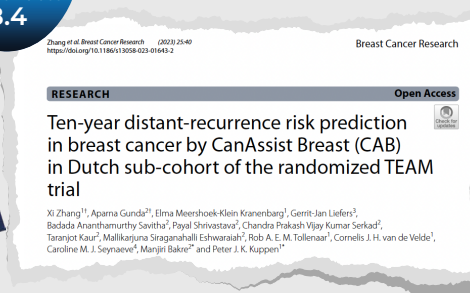 3.4
Zhang et al. Breast Cancer Research (2023) 25:40
https://doi.org/10.1186/s13058-023-01643-2
Breast Cancer Research
RESEARCH
Open Access
Check for
updates
Ten-year distant-recurrence risk prediction
in breast cancer by CanAssist Breast (CAB)
in Dutch sub-cohort of the randomized TEAM
trial
Xi Zhang1†, Aparna Gunda2†, Elma Meershoek-Klein Kranenbarg1, Gerrit-Jan Liefers3,
Badada Ananthamurthy Savitha2, Payal Shrivastava2, Chandra Prakash Vijay Kumar Serkad2,
Taranjot Kaur2, Mallikarjuna Siraganahalli Eshwaraiah2, Rob A. E. M. Tollenaar1, Cornelis J. H. van de Velde1,
Caroline M. J. Seynaeve4, Manjiri Bakre2* and Peter J. K. Kuppen1*